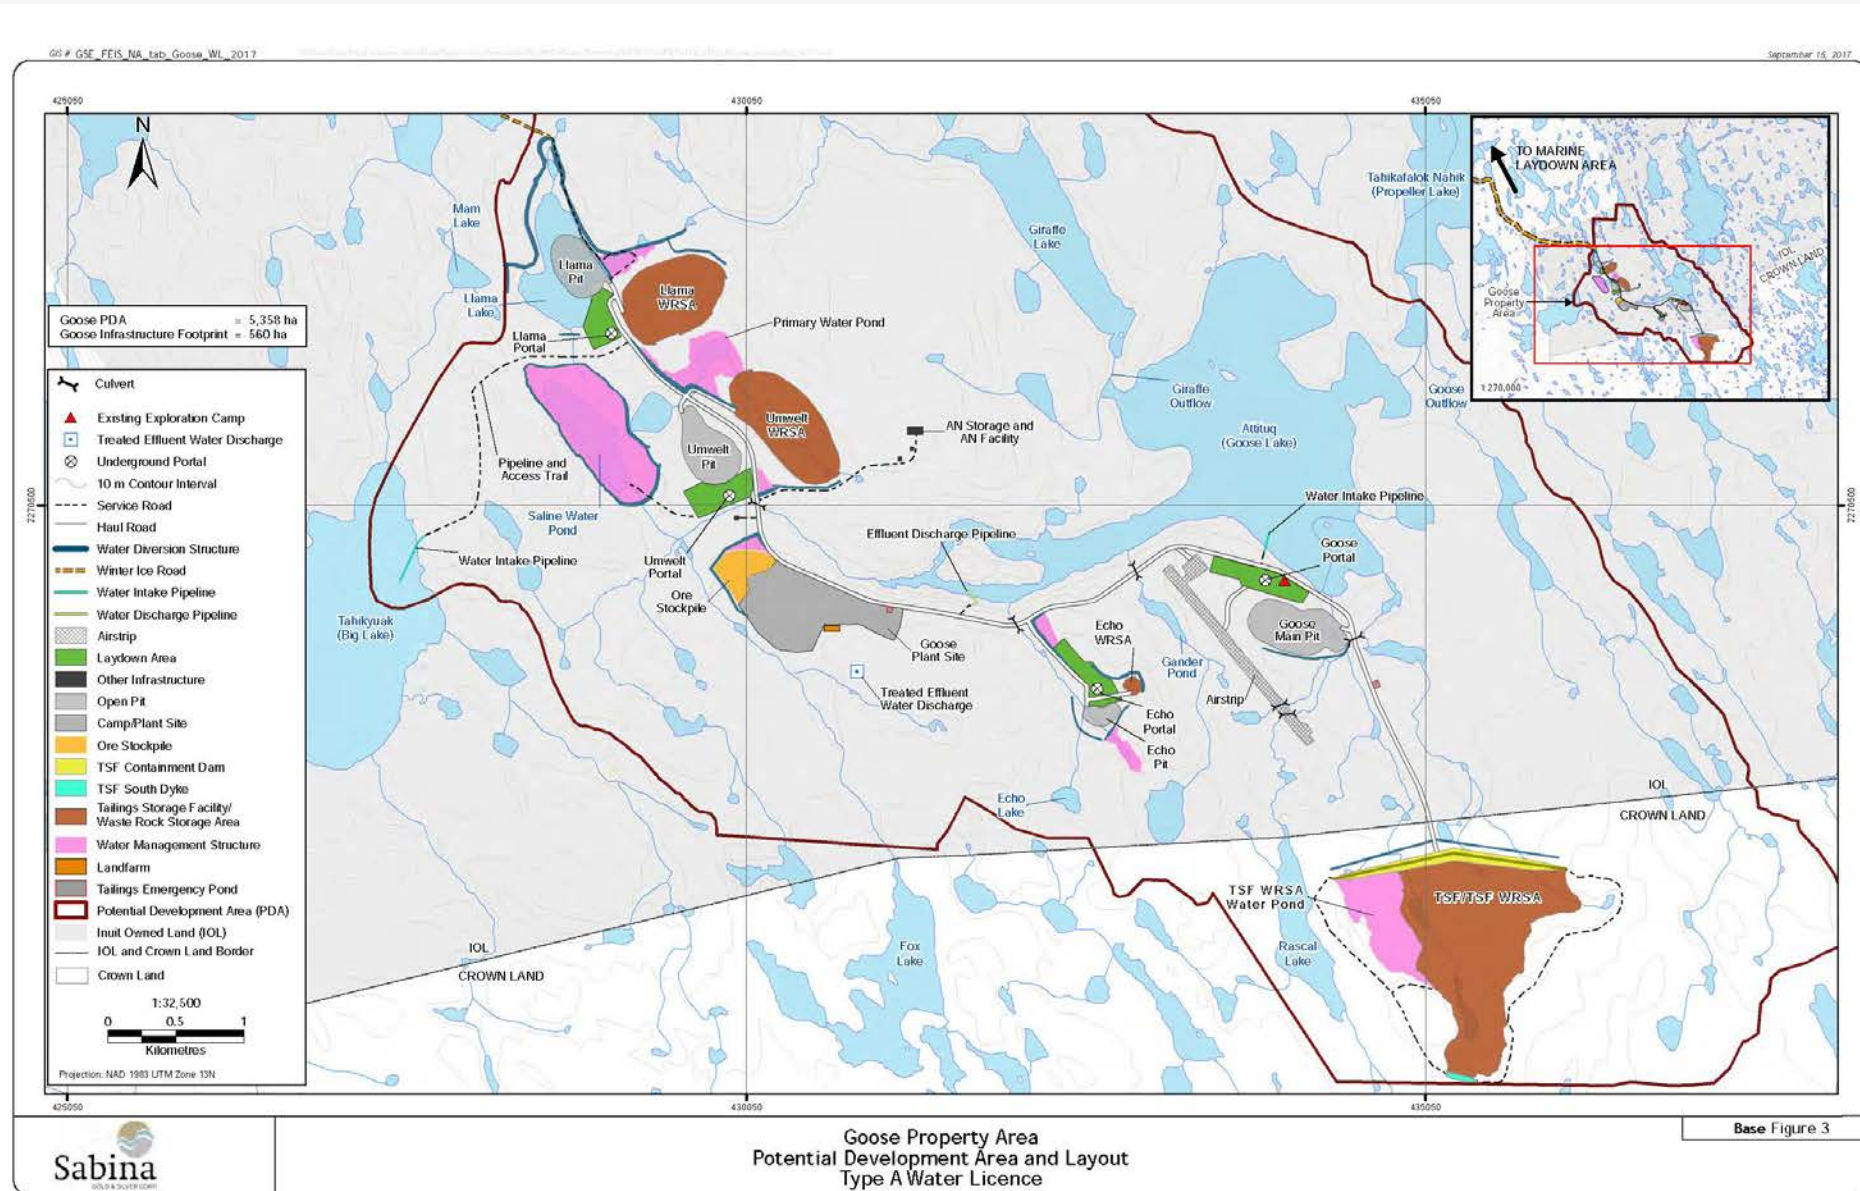 GIS # GSE_FEIS_NA_tab_Goose_WL_2017
September 15, 2017
425050
430050
435050
N
TO MARINE
LAYDOWN AREA
IOL
CROWN LAND
Goose
Property
Area
1:270,000
Tahikafalok Nahik
(Propeller Lake)
Mam
Lake
Giraffe
Lake
Llama
Pit
Llama
WRSA
Llama
Lake
Llama
Portal
Primary Water Pond
Goose PDA = 5,358 ha
Goose Infrastructure Footprint = 560 ha
Giraffe
Outflow
Goose
Outflow
Umwelt
WRSA
Umwelt
Pit
AN Storage and
AN Facility
Attituq
(Goose Lake)
Pipeline and
Access Trail
Saline Water
Pond
Water Intake Pipeline
Water Intake Pipeline
Umwelt
Portal
Effluent Discharge Pipeline
Goose
Portal
Ore
Stockpile
Tahikyuak
(Big Lake)
Goose
Plant Site
Echo
WRSA
Goose
Main Pit
Gander
Pond
Treated Effluent
Water Discharge
Airstrip
Echo
Portal
Echo
Pit
Echo
Lake
IOL
CROWN LAND
TSF WRSA
Water Pond
TSF/TSF WRSA
Fox
Lake
Rascal
Lake
IOL
CROWN LAND
2270500
2270500
Culvert
Existing Exploration Camp
Treated Effluent Water Discharge
Underground Portal
10 m Contour Interval
Service Road
Haul Road
Water Diversion Structure
Winter Ice Road
Water Intake Pipeline
Water Discharge Pipeline
Airstrip
Laydown Area
Other Infrastructure
Open Pit
Camp/Plant Site
Ore Stockpile
TSF Containment Dam
TSF South Dyke
Tailings Storage Facility/
Waste Rock Storage Area
Water Management Structure
Landfarm
Tailings Emergency Pond
Potential Development Area (PDA)
Inuit Owned Land (IOL)
IOL and Crown Land Border
Crown Land
1:32,500
0 0.5 1
Kilometres
Projection: NAD 1983 UTM Zone 13N
425050
430050
435050
Sabina
GOLD & SILVER CORP.
Goose Property Area
Potential Development Area and Layout
Type A Water Licence
Base Figure 3